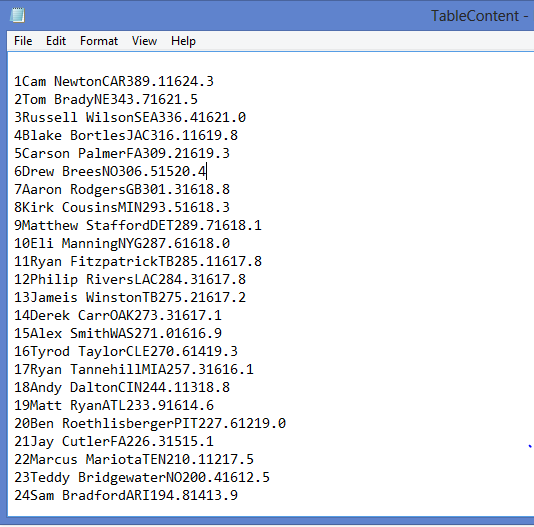 TableContent -
File Edit Format View Help
1Cam NewtonCAR389.11624.3
2Tom BradyNE343.71621.5
3Russell WilsonSEA336.41621.0
4Blake BortlesJAC316.11619.8
5Carson PalmerFA309.21619.3
6Drew BreesNO306.51520.4
7Aaron RodgersGB301.31618.8
8Kirk CousinsMIN293.51618.3
9Matthew StaffordDET289.71618.1
10Eli ManningNYG287.61618.0
11Ryan FitzpatrickTB285.11617.8
12Philip RiversLAC284.31617.8
13Jameis WinstonTB275.21617.2
14Derek CarrOAK273.31617.1
15Alex SmithWAS271.01616.9
16Tyrod TaylorCLE270.61419.3
17Ryan TannehillMIA257.31616.1
18Andy DaltonCIN244.11318.8
19Matt RyanATL233.91614.6
20Ben RoethlisbergerPIT227.61219.0
21Jay CutlerFA226.31515.1
22Marcus MariotaTEN210.11217.5
23Teddy BridgewaterNO200.41612.5
24Sam BradfordARI194.81413.9